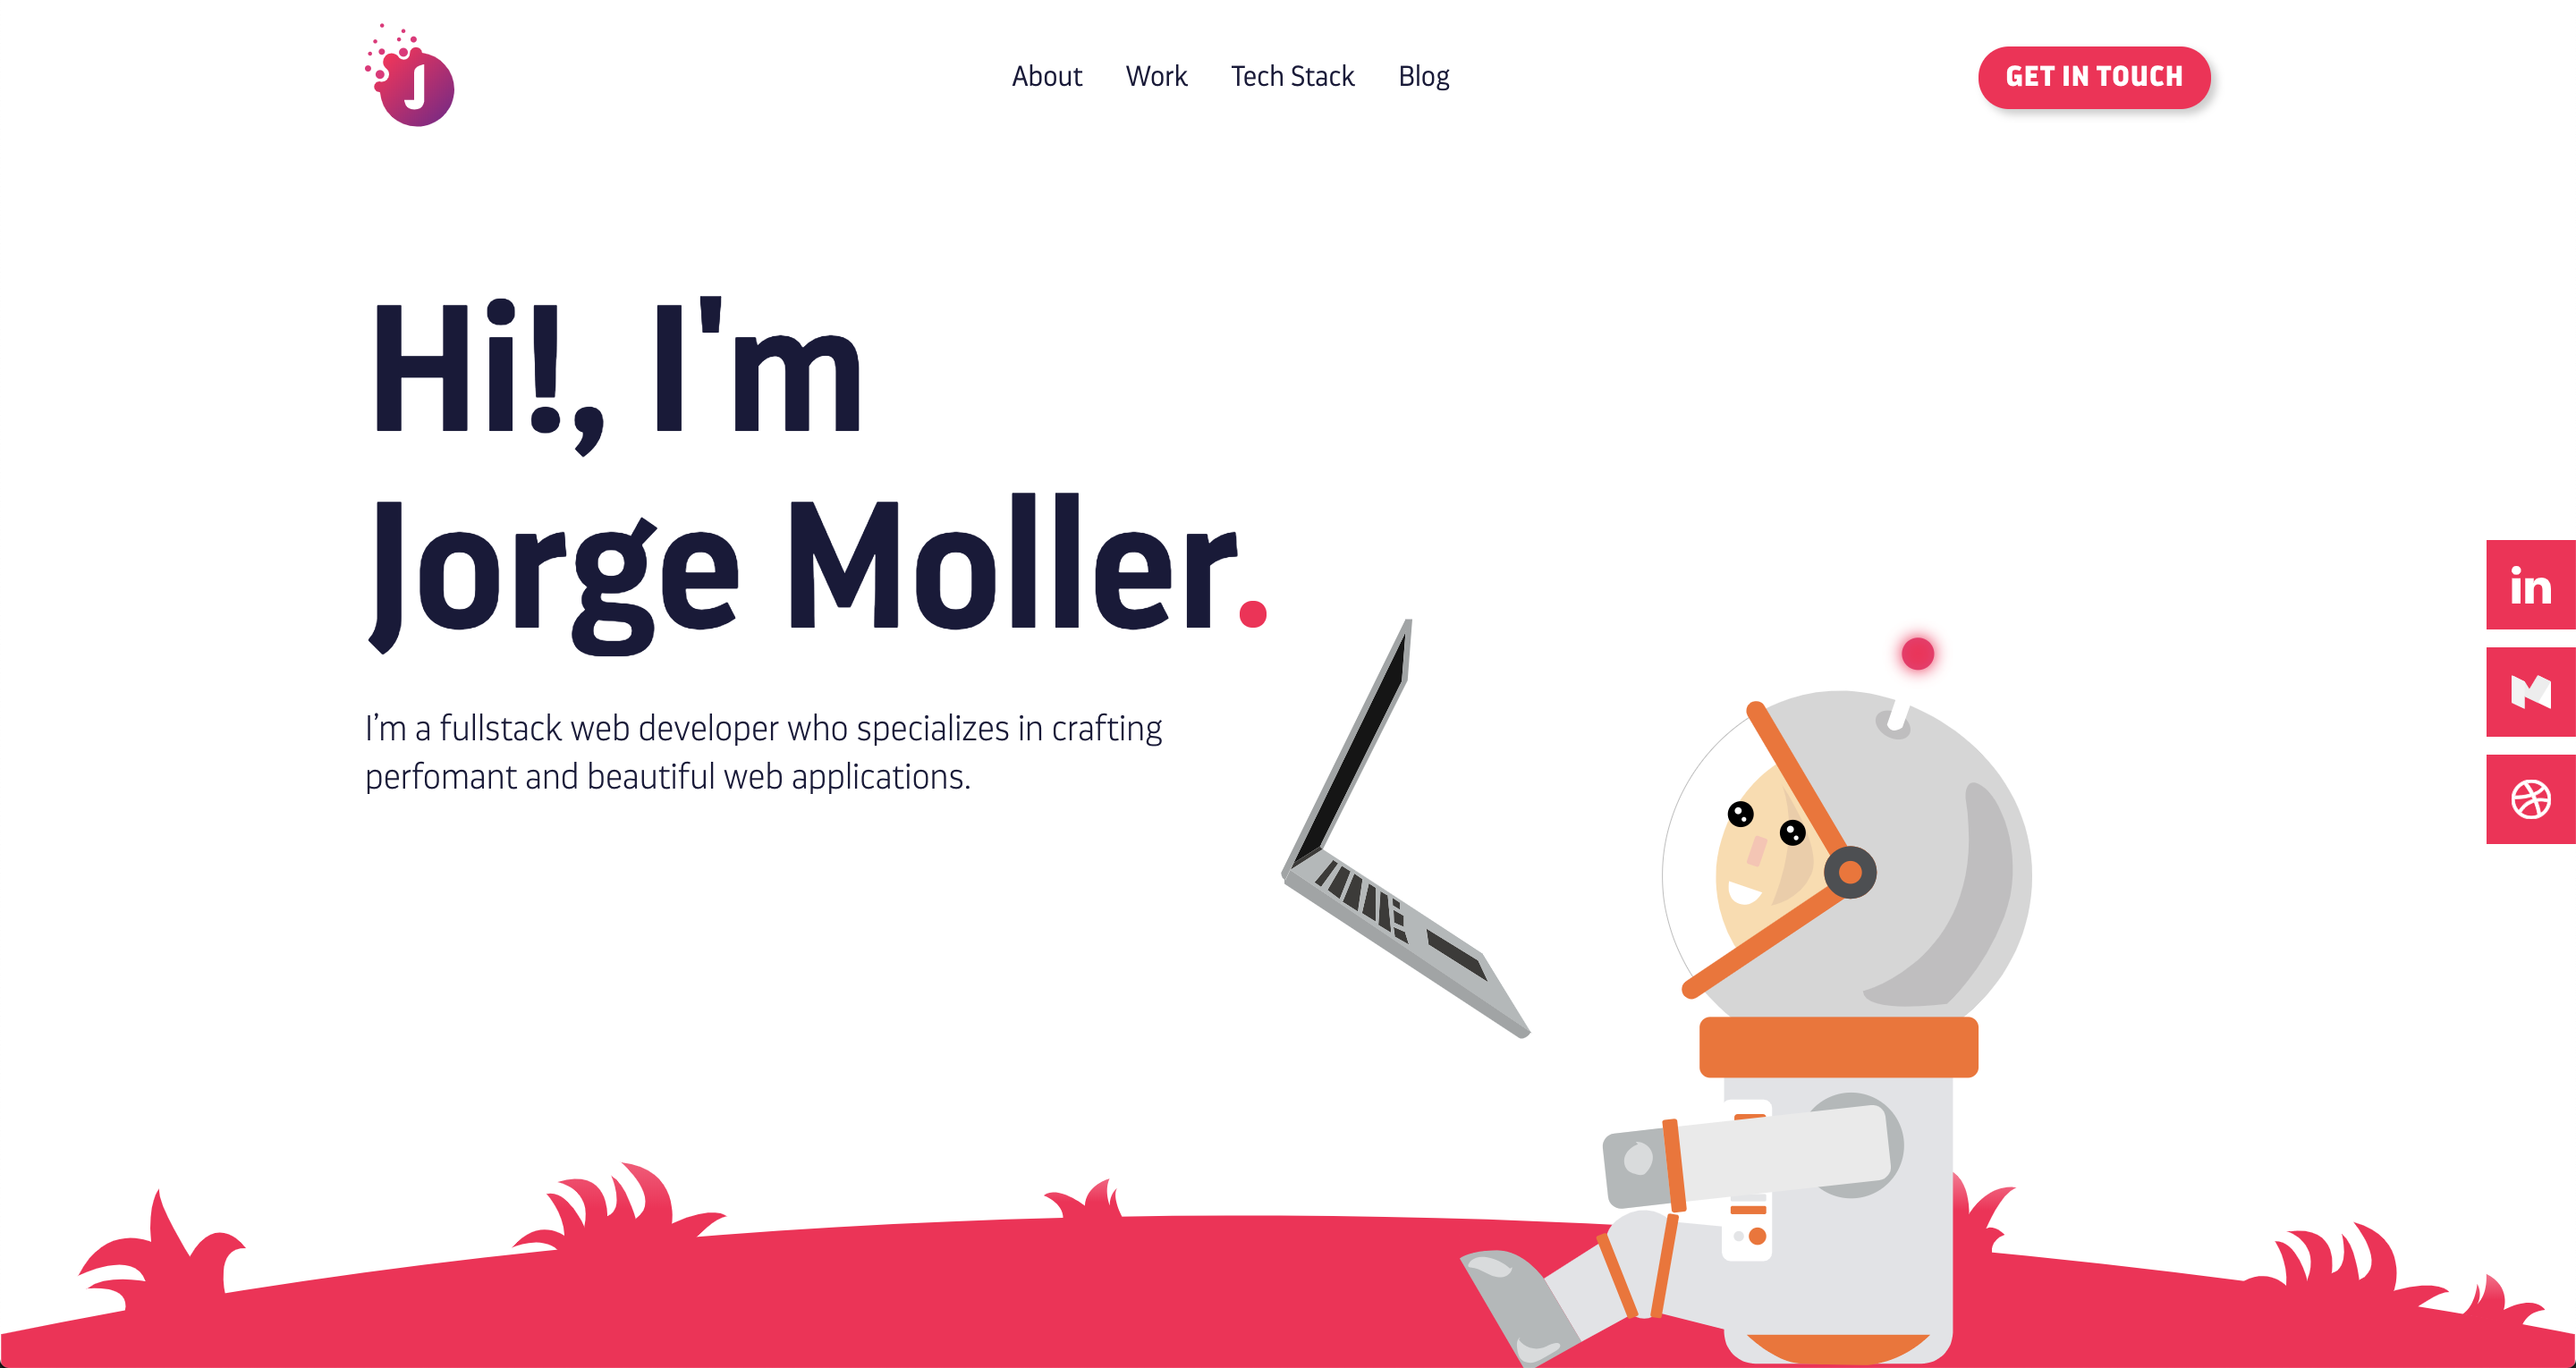 J
About Work Tech Stack Blog
GET IN TOUCH
Hi!, I'm
Jorge Moller.
I’m a fullstack web developer who specializes in crafting
perfomant and beautiful web applications.
in